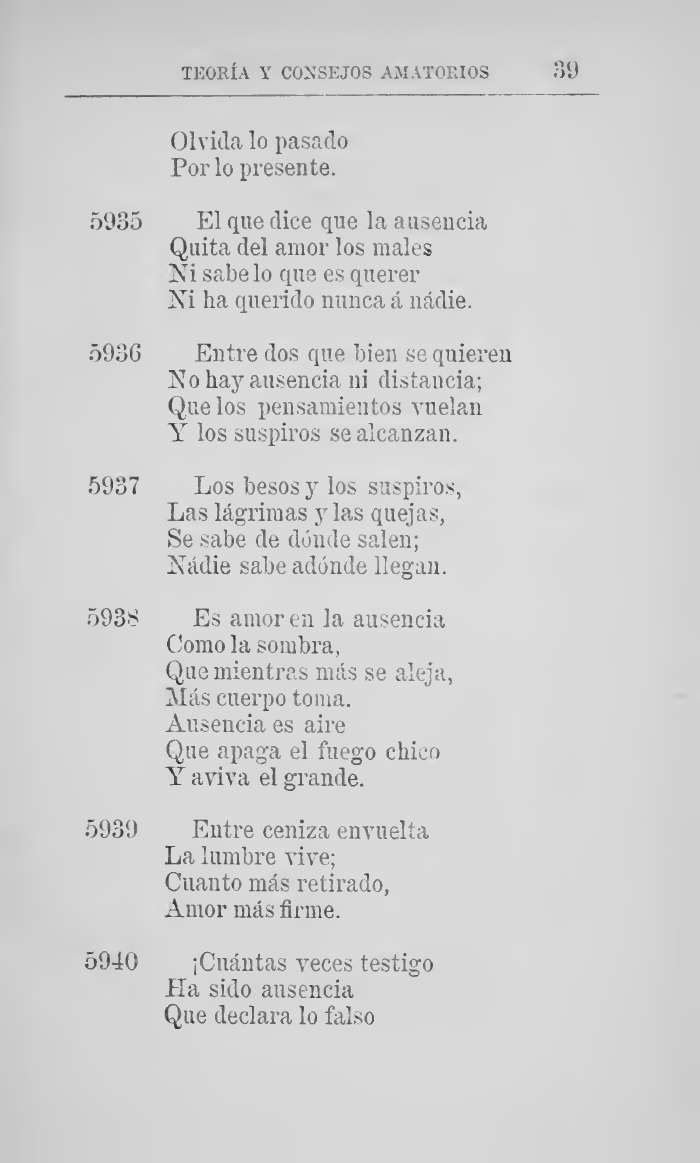 TEORÍA Y CONSEJOS AMATORIOS 39
Olvida lo pasado
Por lo presente.
5935 El que dice que la ausencia
Quita del amor los males
Ni sabe lo que es querer
Ni ha querido nunca á nádie.
5936 Entre dos que bien se quieren
No hay ausencia ni distancia;
Que los pensamientos vuelan
Y los suspiros se alcanzan.
5937 Los besos y los suspiros,
Las lágrimas y las quejas,
Se sabe de dónde salen;
Nádie sabe adónde llegan.
5938 Es amor en la ausencia
Como la sombra,
Que mientras más se aleja,
Más cuerpo toma.
Ausencia es aire
Que apaga el fuego chico
Y aviva el grande.
5939 Entre ceniza envuelta
La lumbre vive;
Cuanto más retirado,
Amor más firme.
5940 ¡Cuántas veces testigo
Ha sido ausencia
Que declara lo falso